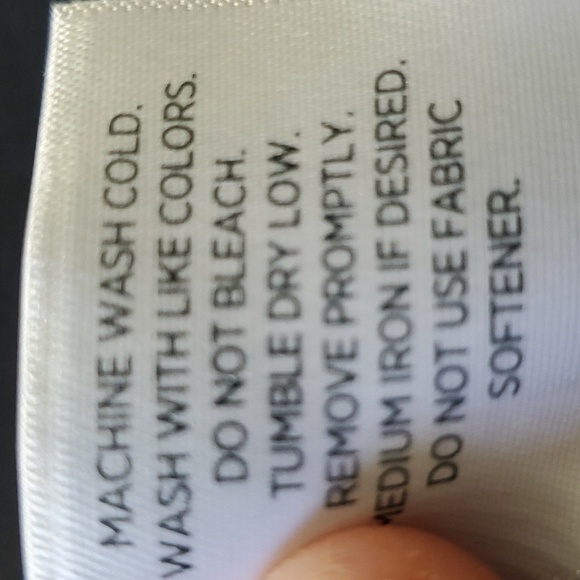 MACHINE WASH COLD.
WASH WITH LIKE COLORS.
DO NOT BLEACH.
TUMBLE DRY LOW.
REMOVE PROMPTLY.
MEDIUM IRON IF DESIRED.
DO NOT USE FABRIC
SOFTENER.